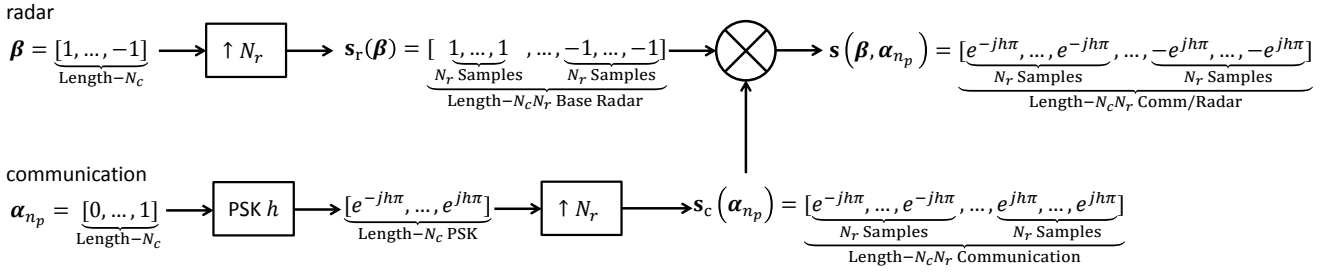 radar
β = [1, …, −1] ↑ N_r s_r(β) = [ 1, …, 1 , …, −1, …, −1] s(β, α_{n_p}) = [e^{−jhπ}, …, e^{−jhπ}, …, −e^{jhπ}, …, −e^{jhπ}]
Length−N_c N_r Samples N_r Samples N_r Samples N_r Samples
Length−N_cN_r Base Radar Length−N_cN_r Comm/Radar
communication
α_{n_p} = [0, …, 1] PSK h [e^{−jhπ}, …, e^{jhπ}] ↑ N_r s_c(α_{n_p}) = [e^{−jhπ}, …, e^{−jhπ}, …, e^{jhπ}, …, e^{jhπ}]
Length−N_c Length−N_c PSK N_r Samples N_r Samples
Length−N_cN_r Communication